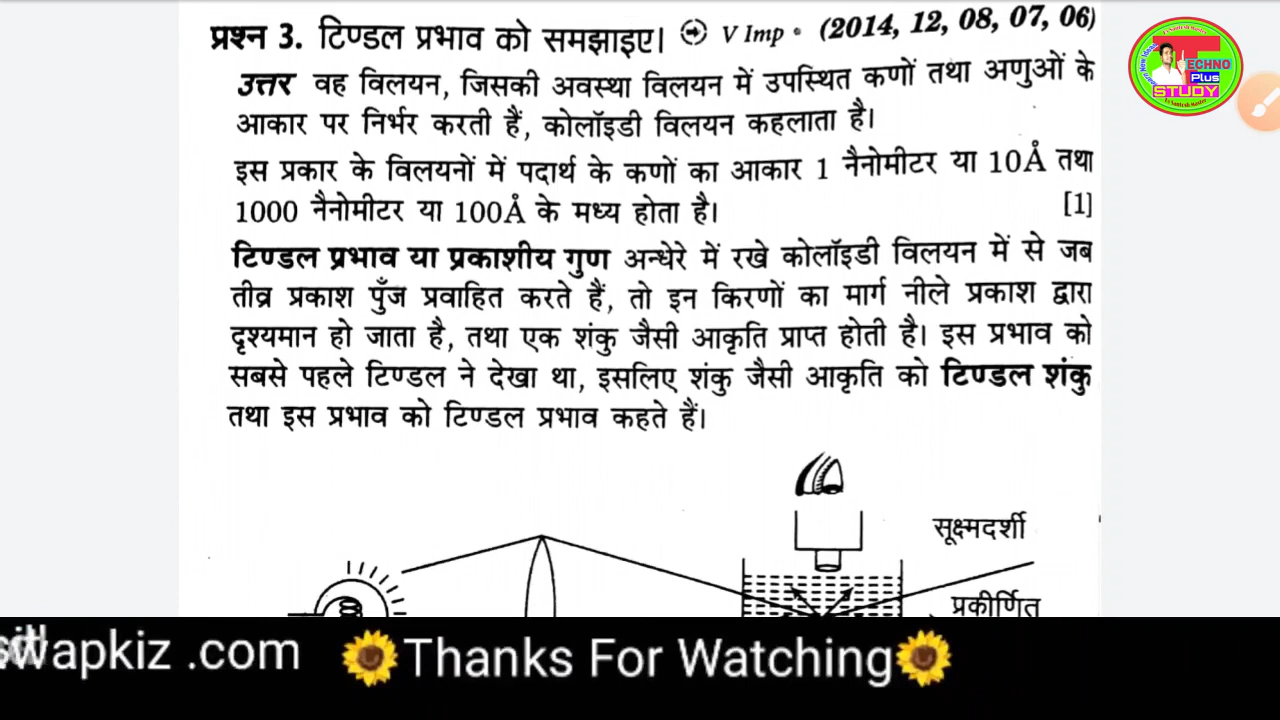 प्रश्न 3. टिण्डल प्रभाव को समझाइए। V Imp • (2014, 12, 08, 07, 06)
उत्तर वह विलयन, जिसकी अवस्था विलयन में उपस्थित कणों तथा अणुओं के
आकार पर निर्भर करती हैं, कोलॉइडी विलयन कहलाता है।
इस प्रकार के विलयनों में पदार्थ के कणों का आकार 1 नैनोमीटर या 10Å तथा
1000 नैनोमीटर या 100Å के मध्य होता है। [1]
टिण्डल प्रभाव या प्रकाशीय गुण अन्धेरे में रखे कोलॉइडी विलयन में से जब
तीव्र प्रकाश पुँज प्रवाहित करते हैं, तो इन किरणों का मार्ग नीले प्रकाश द्वारा
दृश्यमान हो जाता है, तथा एक शंकु जैसी आकृति प्राप्त होती है। इस प्रभाव को
सबसे पहले टिण्डल ने देखा था, इसलिए शंकु जैसी आकृति को टिण्डल शंकु
तथा इस प्रभाव को टिण्डल प्रभाव कहते हैं।
सूक्ष्मदर्शी
प्रकीर्णित
TECHNO
Plus
STUDY
swapkiz .com 🌻Thanks For Watching🌻